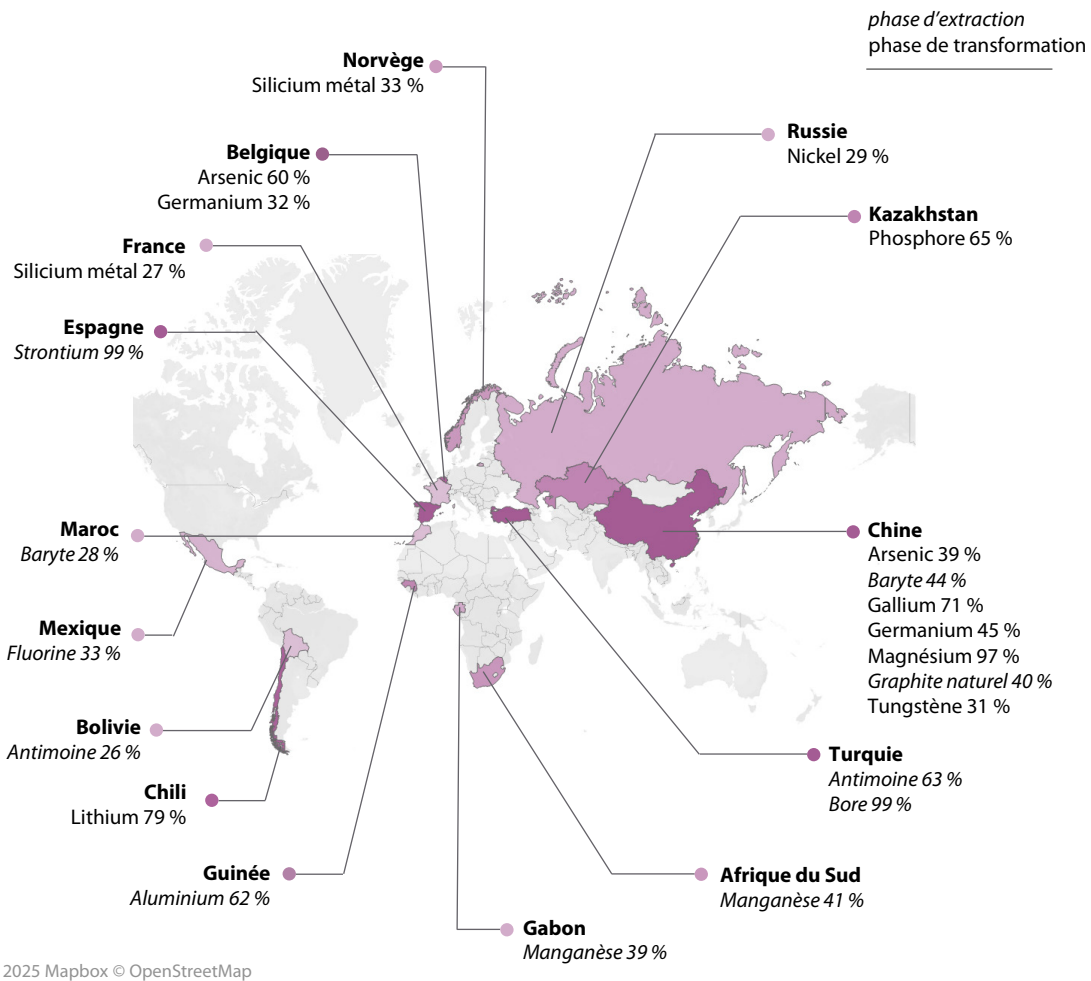 phase d’extraction
phase de transformation
Norvège
Silicium métal 33 %
Belgique
Arsenic 60 %
Germanium 32 %
France
Silicium métal 27 %
Espagne
Strontium 99 %
Maroc
Baryte 28 %
Mexique
Fluorine 33 %
Bolivie
Antimoine 26 %
Chili
Lithium 79 %
Guinée
Aluminium 62 %
Gabon
Manganèse 39 %
Afrique du Sud
Manganèse 41 %
Turquie
Antimoine 63 %
Bore 99 %
Chine
Arsenic 39 %
Baryte 44 %
Gallium 71 %
Germanium 45 %
Magnésium 97 %
Graphite naturel 40 %
Tungstène 31 %
Kazakhstan
Phosphore 65 %
Russie
Nickel 29 %
2025 Mapbox © OpenStreetMap